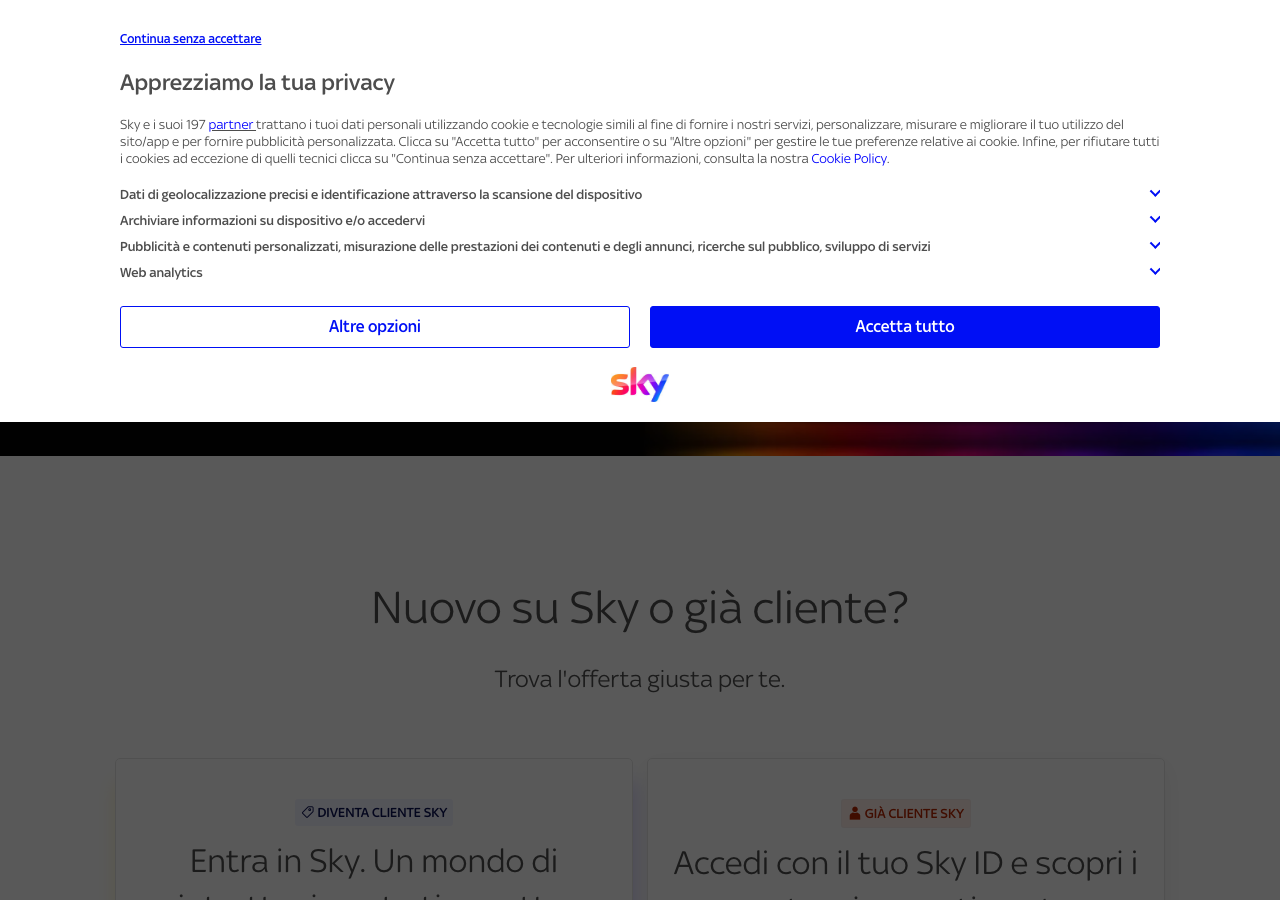 Continua senza accettare
Apprezziamo la tua privacy
Sky e i suoi 197 partner trattano i tuoi dati personali utilizzando cookie e tecnologie simili al fine di fornire i nostri servizi, personalizzare, misurare e migliorare il tuo utilizzo del
sito/app e per fornire pubblicità personalizzata. Clicca su "Accetta tutto" per acconsentire o su "Altre opzioni" per gestire le tue preferenze relative ai cookie. Infine, per rifiutare tutti
i cookies ad eccezione di quelli tecnici clicca su "Continua senza accettare". Per ulteriori informazioni, consulta la nostra Cookie Policy.
Dati di geolocalizzazione precisi e identificazione attraverso la scansione del dispositivo
Archiviare informazioni su dispositivo e/o accedervi
Pubblicità e contenuti personalizzati, misurazione delle prestazioni dei contenuti e degli annunci, ricerche sul pubblico, sviluppo di servizi
Web analytics
Altre opzioni
Accetta tutto
sky
Nuovo su Sky o già cliente?
Trova l'offerta giusta per te.
DIVENTA CLIENTE SKY
Entra in Sky. Un mondo di
GIÀ CLIENTE SKY
Accedi con il tuo Sky ID e scopri i